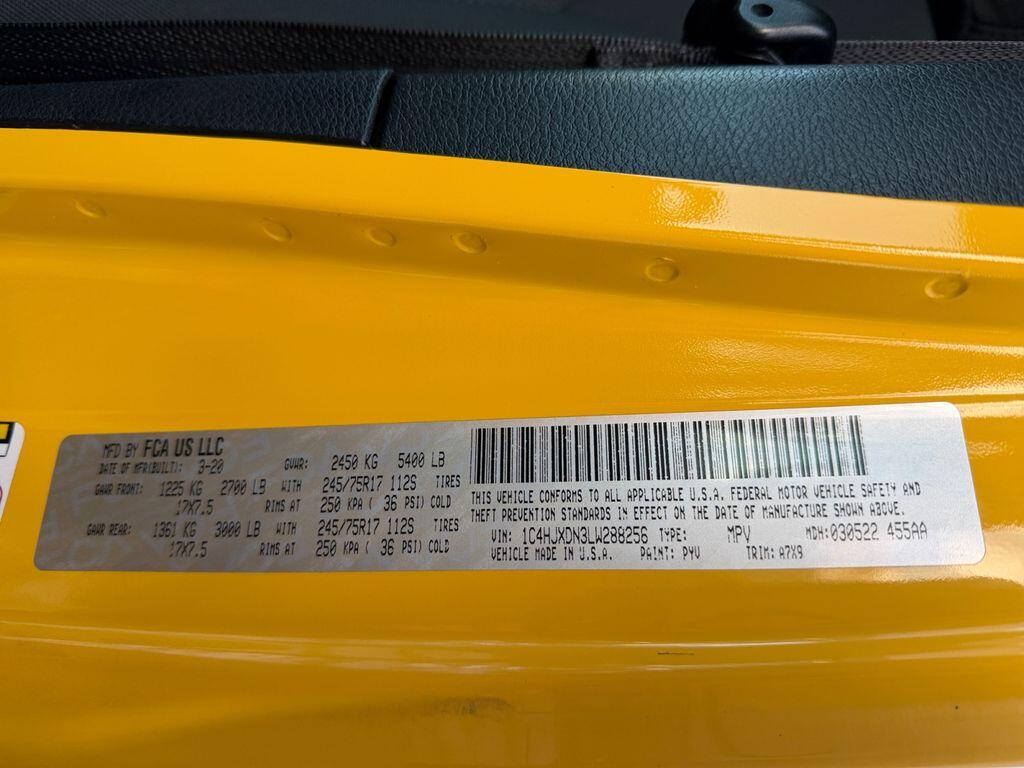 MFD BY FCA US LLC
DATE OF MFR(BUILT): 3-20 GVWR: 2450 KG 5400 LB
GAWR FRONT: 1225 KG 2700 LB WITH 245/75R17 112S TIRES
17X7.5 RIMS AT 250 KPA ( 36 PSI) COLD
GAWR REAR: 1361 KG 3000 LB WITH 245/75R17 112S TIRES
17X7.5 RIMS AT 250 KPA ( 36 PSI) COLD
THIS VEHICLE CONFORMS TO ALL APPLICABLE U.S.A. FEDERAL MOTOR VEHICLE SAFETY AND
THEFT PREVENTION STANDARDS IN EFFECT ON THE DATE OF MANUFACTURE SHOWN ABOVE.
VIN: 1C4HJXDN3LW288256 TYPE: MPV MDH: 030522 455AA
VEHICLE MADE IN U.S.A. PAINT: PYV TRIM: A7X9